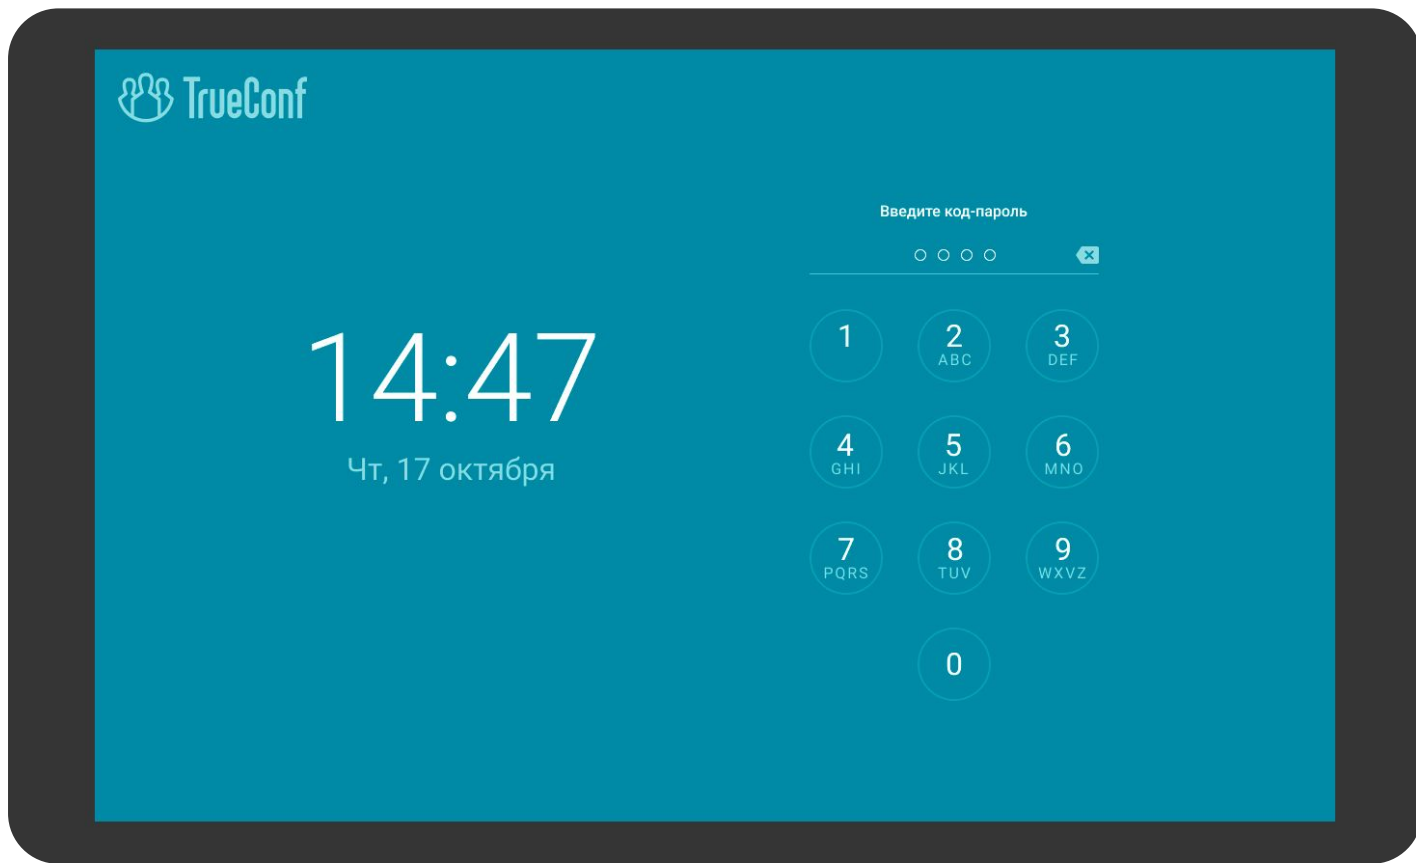 TrueConf
14:47
Чт, 17 октября
Введите код-пароль
1
2
ABC
3
DEF
4
GHI
5
JKL
6
MNO
7
PQRS
8
TUV
9
WXVZ
0